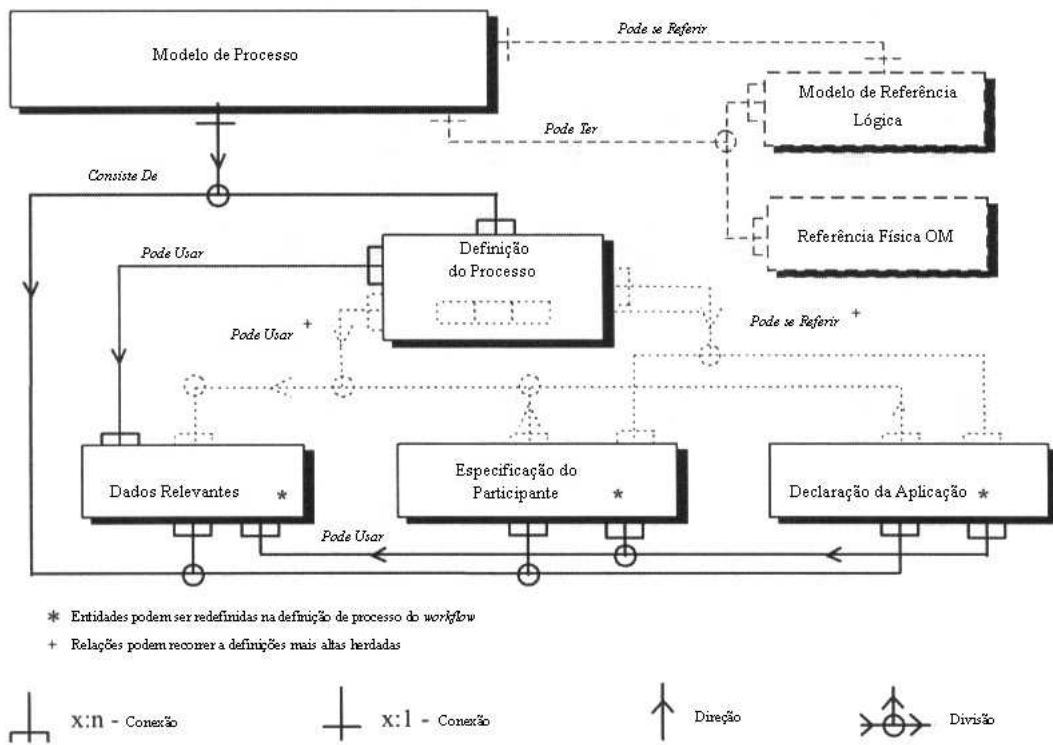 Pode se Referir
Modelo de Processo
Modelo de Referência
Lógica
Pode Ter
Consiste De
Referência Física OM
Definição
do Processo
Pode Usar
Pode Usar +
Pode se Referir +
Dados Relevantes *
Especificação do
Participante *
Declaração da Aplicação *
Pode Usar
* Entidades podem ser redefinidas na definição de processo do workflow
+ Relações podem recorrer a definições mais altas herdadas
x:n - Conexão
x:1 - Conexão
Direção
Divisão